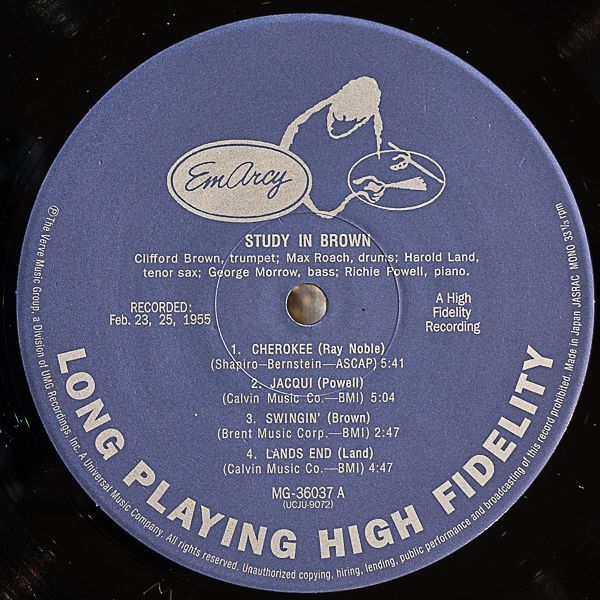 EmArcy
STUDY IN BROWN
Clifford Brown, trumpet; Max Roach, drums; Harold Land,
tenor sax; George Morrow, bass; Richie Powell, piano.
RECORDED:
Feb. 23, 25, 1955
A High
Fidelity
Recording
1. CHEROKEE (Ray Noble)
(Shapiro–Bernstein—ASCAP) 5:41
2. JACQUI (Powell)
(Calvin Music Co.—BMI) 5:04
3. SWINGIN' (Brown)
(Brent Music Corp.—BMI) 2:47
4. LANDS END (Land)
(Calvin Music Co.—BMI) 4:47
MG-36037 A
(UCJU-9072)
LONG PLAYING HIGH FIDELITY
℗ The Verve Music Group, a Division of UMG Recordings, Inc. A Universal Music Company. All rights reserved. Unauthorized copying, hiring, lending, public performance and broadcasting of this record prohibited. Made in Japan JASRAC MONO 33 ⅓ rpm